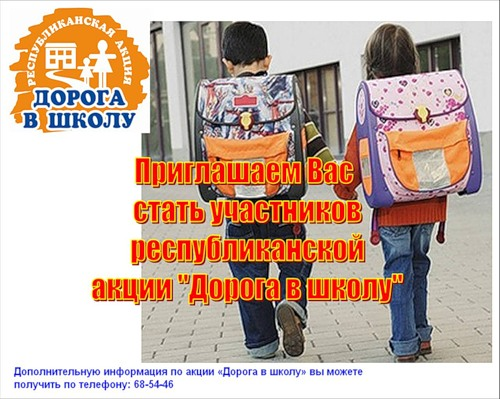 РЕСПУБЛИКАНСКАЯ АКЦИЯ
ДОРОГА
В ШКОЛУ
Приглашаем Вас
стать участников
республиканской
акции "Дорога в школу"
Дополнительную информация по акции «Дорога в школу» вы можете
получить по телефону: 68-54-46